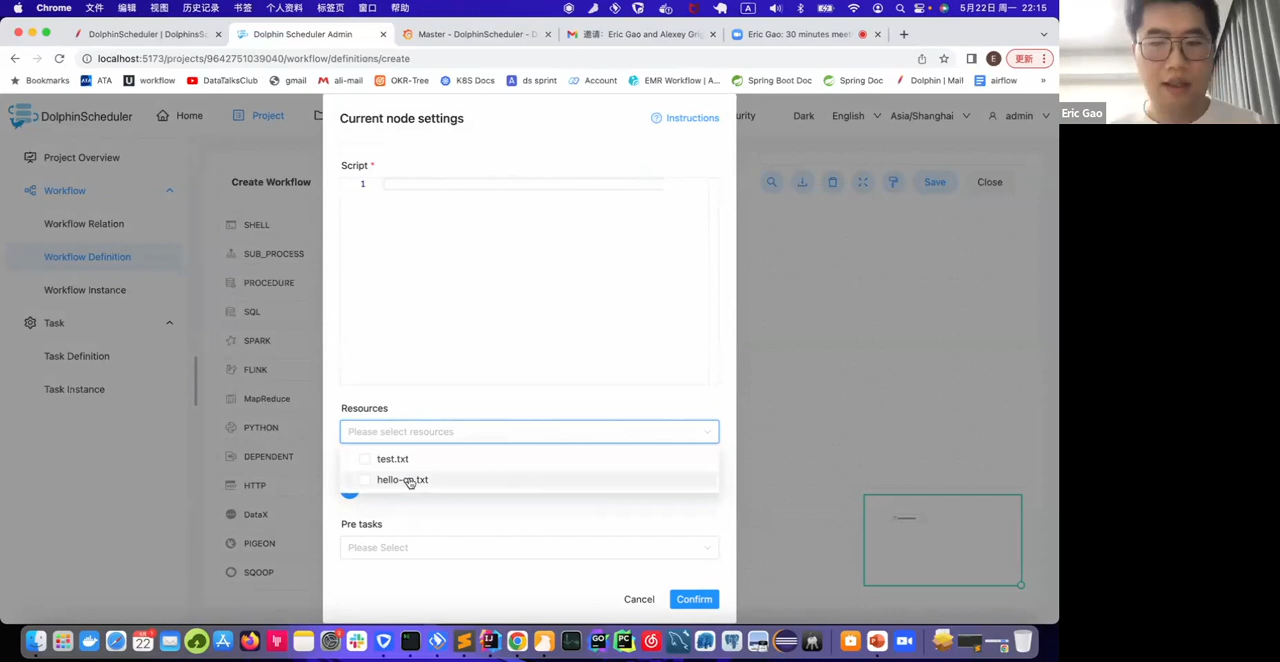 Chrome 文件 编辑 视图 历史记录 书签 个人资料 标签页 窗口 帮助 A 5月22日 周一 22:15
DolphinScheduler | DolphinsS Dolphin Scheduler Admin Master - DolphinScheduler - D 邀请: Eric Gao and Alexey Grig Eric Gao: 30 minutes meet
localhost:5173/projects/9642751039040/workflow/definitions/create E 更新
Bookmarks ATA workflow DataTalksClub gmail ali-mail OKR-Tree K8S Docs ds sprint Account EMR Workflow | A... Spring Boot Doc Spring Doc Dolphin | Mail airflow »
Eric Gao
DolphinScheduler Home Project Current node settings Instructions urity Dark English Asia/Shanghai admin
Project Overview
Workflow
Workflow Relation
Workflow Definition
Workflow Instance
Task
Task Definition
Task Instance
Create Workflow
Save Close
SHELL
SUB_PROCESS
PROCEDURE
SQL
SPARK
FLINK
MapReduce
PYTHON
DEPENDENT
HTTP
DataX
PIGEON
SQOOP
Script *
1
Resources
Please select resources
test.txt
Pre tasks
Please Select
Cancel Confirm